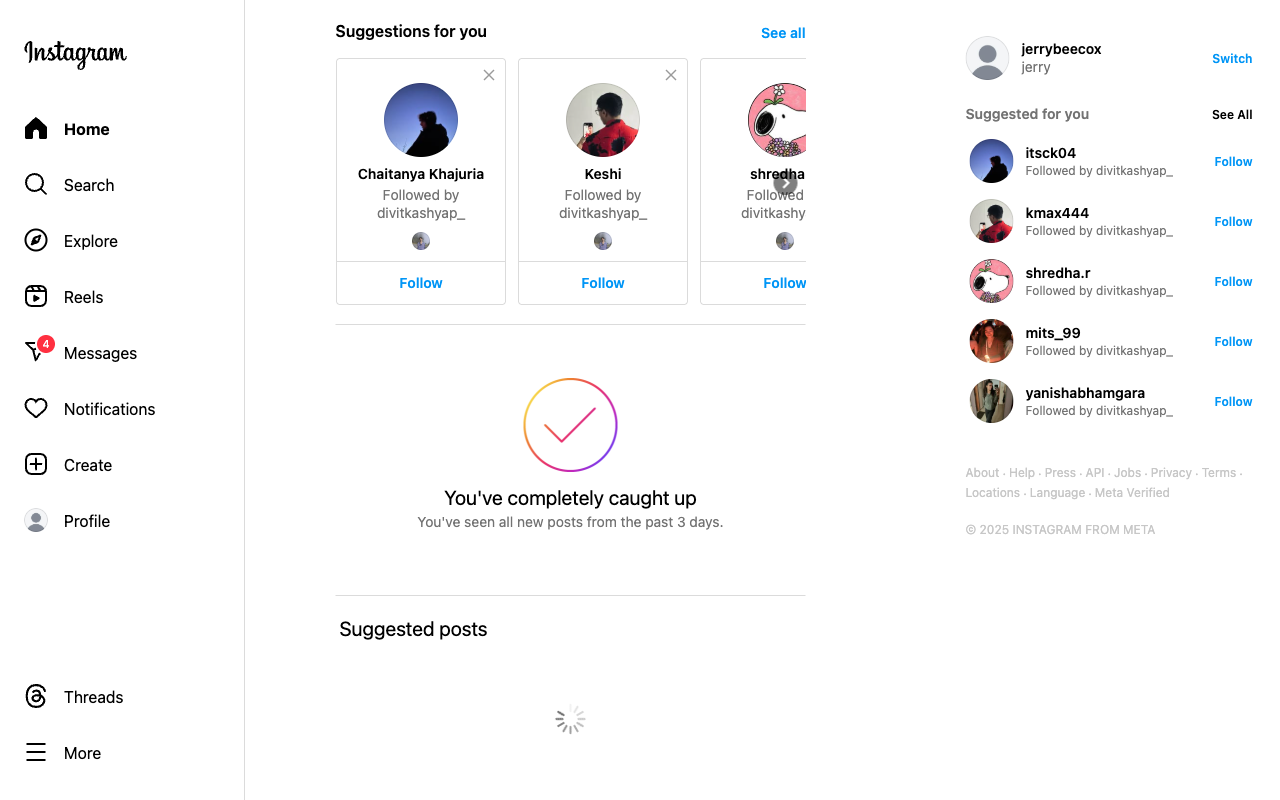 Instagram
Home
Search
Explore
Reels
4
Messages
Notifications
Create
Profile
Threads
More
Suggestions for you
See all
Chaitanya Khajuria
Followed by
divitkashyap_
Follow
Keshi
Followed by
divitkashyap_
Follow
shredha
Followed
divitkashy
Follow
You've completely caught up
You've seen all new posts from the past 3 days.
Suggested posts
jerrybeecox
jerry
Switch
Suggested for you
See All
itsck04
Followed by divitkashyap_
Follow
kmax444
Followed by divitkashyap_
Follow
shredha.r
Followed by divitkashyap_
Follow
mits_99
Followed by divitkashyap_
Follow
yanishabhamgara
Followed by divitkashyap_
Follow
About · Help · Press · API · Jobs · Privacy · Terms ·
Locations · Language · Meta Verified
© 2025 INSTAGRAM FROM META